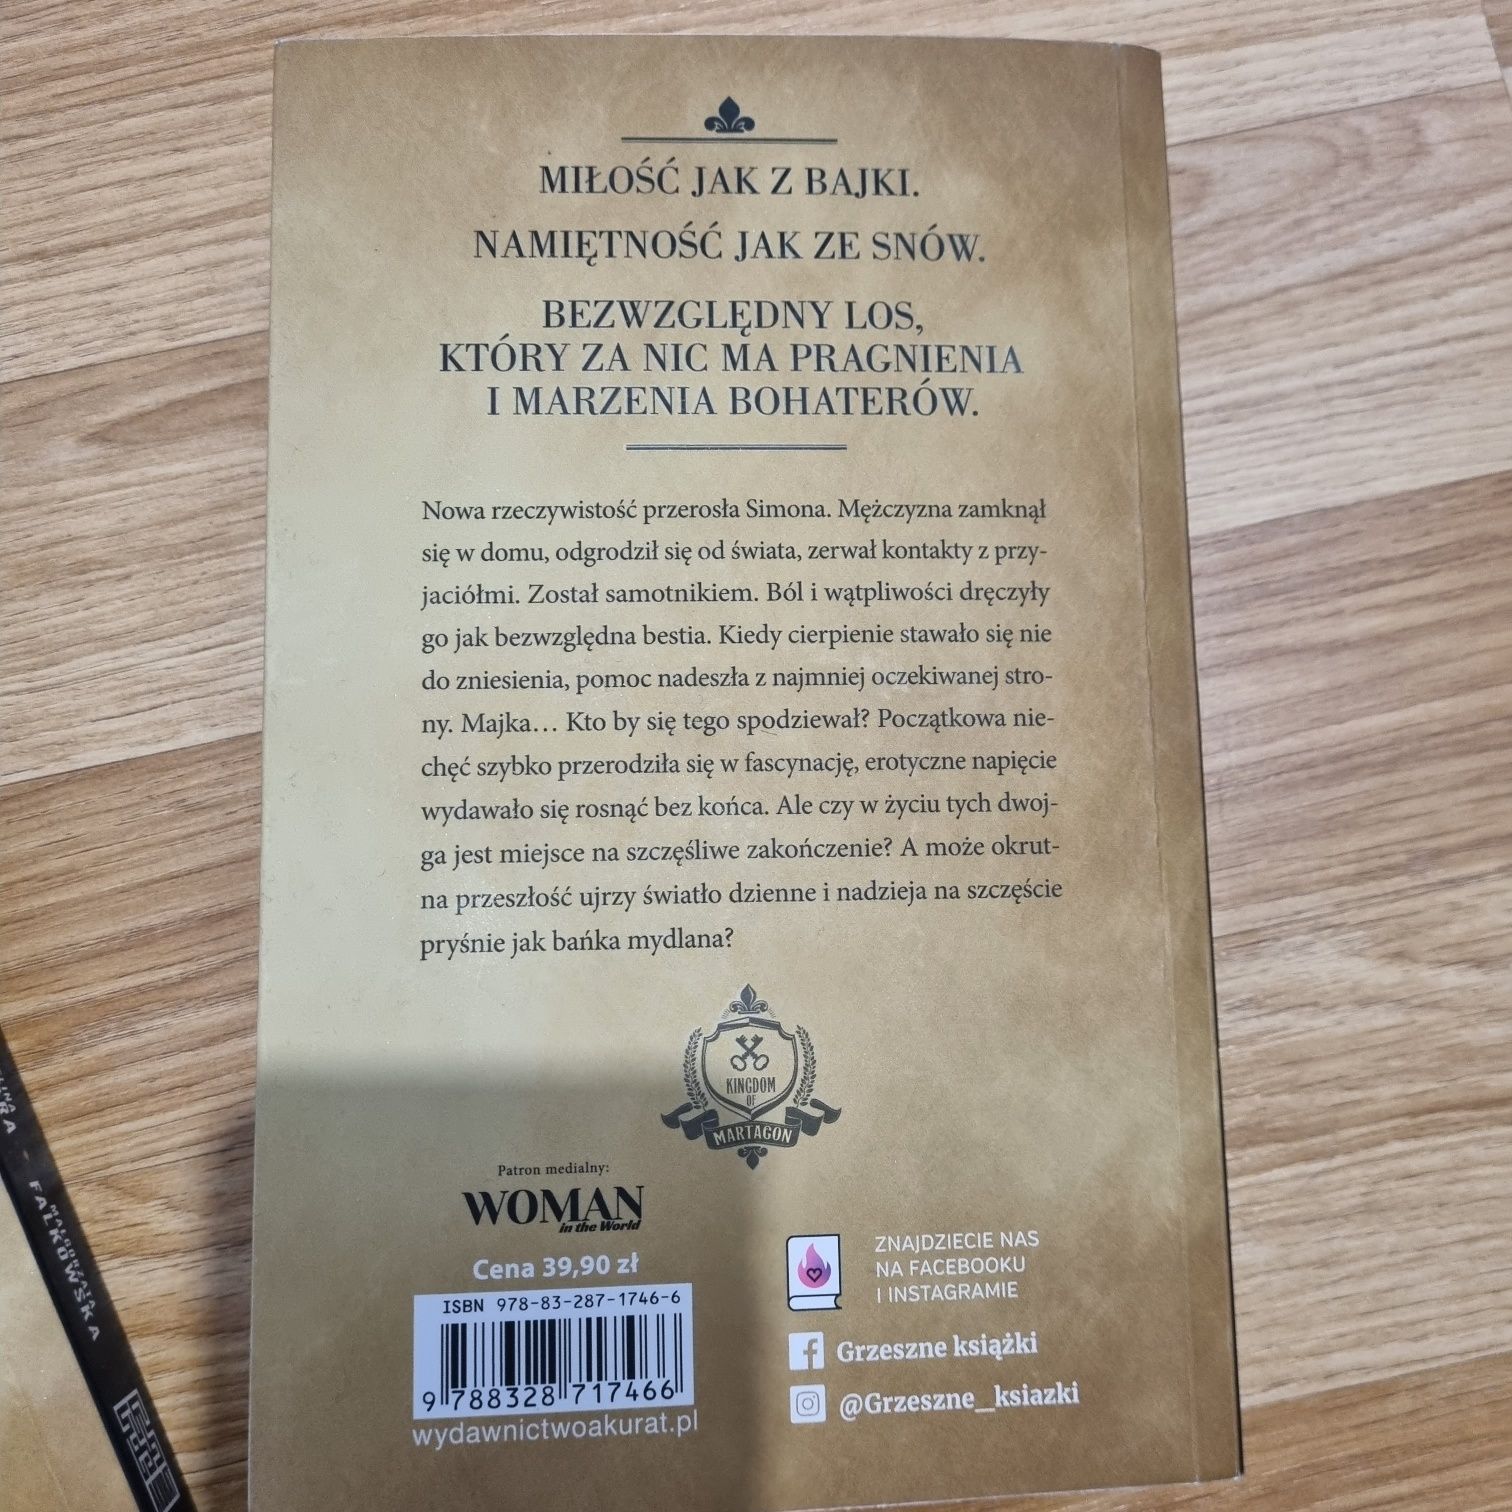 MIŁOŚĆ JAK Z BAJKI.
NAMIĘTNOŚĆ JAK ZE SNÓW.
BEZWZGLĘDNY LOS,
KTÓRY ZA NIC MA PRAGNIENIA
I MARZENIA BOHATERÓW.
Nowa rzeczywistość przerosła Simona. Mężczyzna zamknął
się w domu, odgrodził się od świata, zerwał kontakty z przy-
jaciółmi. Został samotnikiem. Ból i wątpliwości dręczyły
go jak bezwzględna bestia. Kiedy cierpienie stawało się nie
do zniesienia, pomoc nadeszła z najmniej oczekiwanej stro-
ny. Majka… Kto by się tego spodziewał? Początkowa nie-
chęć szybko przerodziła się w fascynację, erotyczne napięcie
wydawało się rosnąć bez końca. Ale czy w życiu tych dwoj-
ga jest miejsce na szczęśliwe zakończenie? A może okrut-
na przeszłość ujrzy światło dzienne i nadzieja na szczęście
pryśnie jak bańka mydlana?
KINGDOM
OF
MARTAGON
Patron medialny:
WOMAN
in the World
Cena 39,90 zł
ISBN 978-83-287-1746-6
9 788328 717466
wydawnictwoakurat.pl
ZNAJDZIECIE NAS
NA FACEBOOKU
I INSTAGRAMIE
Grzeszne książki
@Grzeszne_ksiazki
MAŁGORZATA
FALKOWSKA